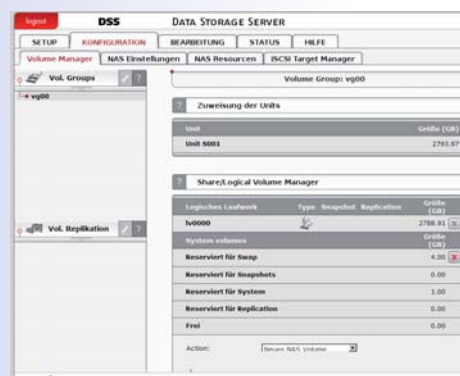 logout
DSS DATA STORAGE SERVER
SETUP KONFIGURATION BEARBEITUNG STATUS HILFE
Volume Manager NAS Einstellungen NAS Resourcen iSCSI Target Manager
Vol. Groups ?
vg00
Volume Group: vg00
? Zuweisung der Units
Unit Größe (GB)
Unit S001 2793.97
? Share/Logical Volume Manager
Logisches Laufwerk Type Snapshot Replication Größe (GB)
lv0000 2788.91
System volumes Größe (GB)
Reserviert für Swap 4.00
Reserviert für Snapshots 0.00
Reserviert für System 1.00
Reserviert für Replication 0.00
Frei 0.00
Action: Neuen NAS Volume
Vol. Replikation ?